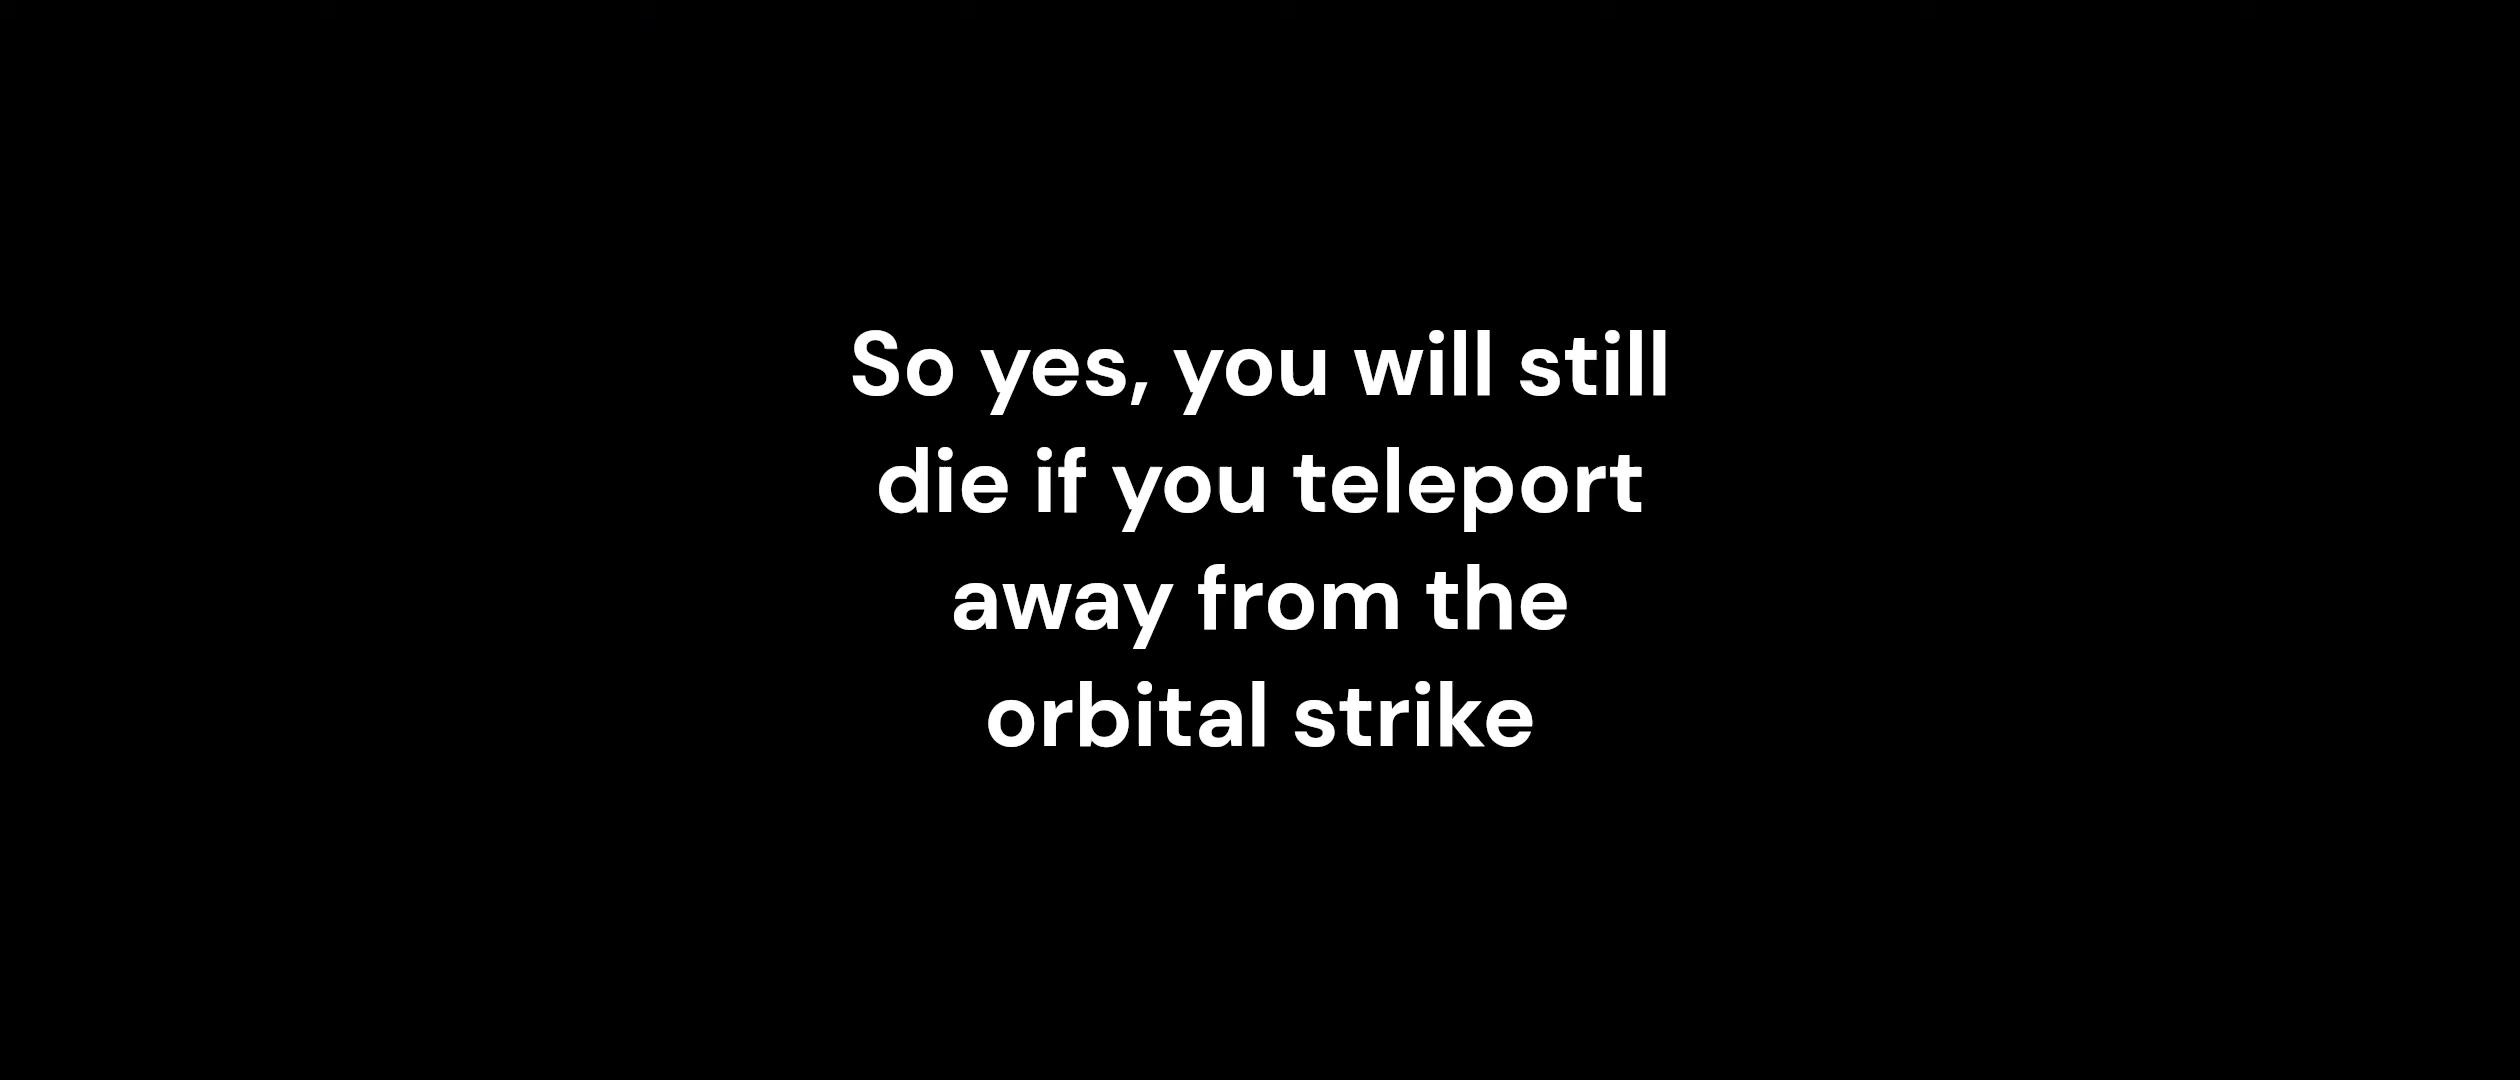 So yes, you will still
die if you teleport
away from the
orbital strike